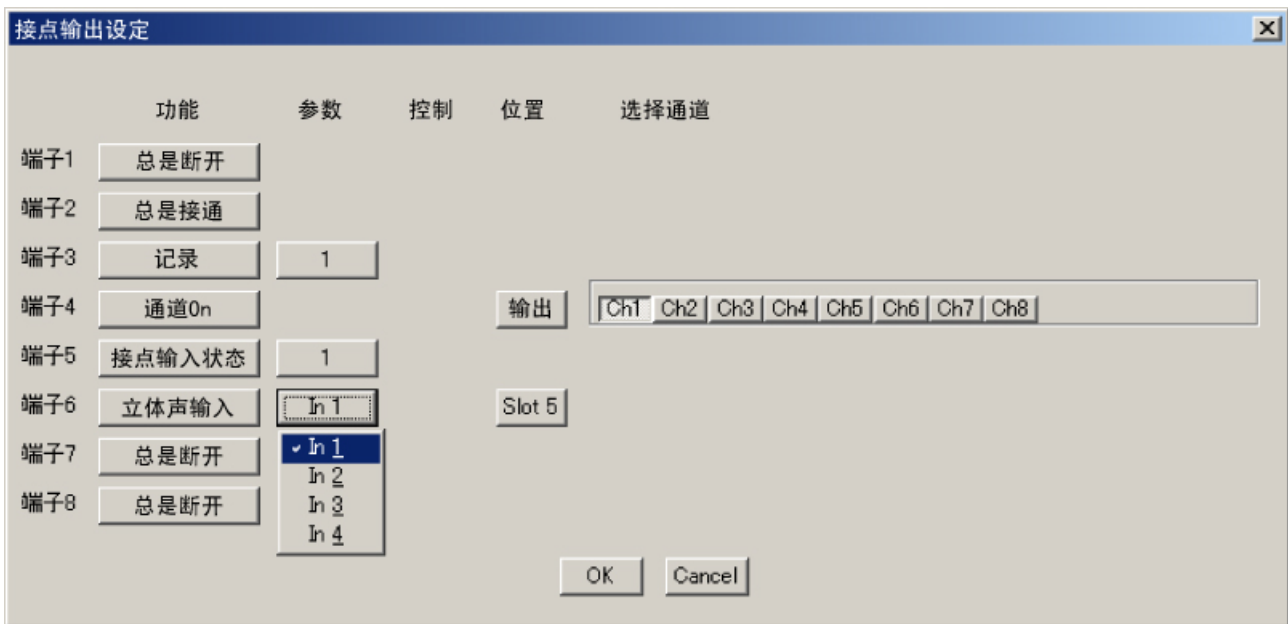 接点输出设定
功能 参数 控制 位置 选择通道
端子1 总是断开
端子2 总是接通
端子3 记录 1
端子4 通道On 输出 Ch1 Ch2 Ch3 Ch4 Ch5 Ch6 Ch7 Ch8
端子5 接点输入状态 1
端子6 立体声输入 In 1 Slot 5
端子7 总是断开 In 1
In 2
端子8 总是断开 In 3
In 4
OK Cancel